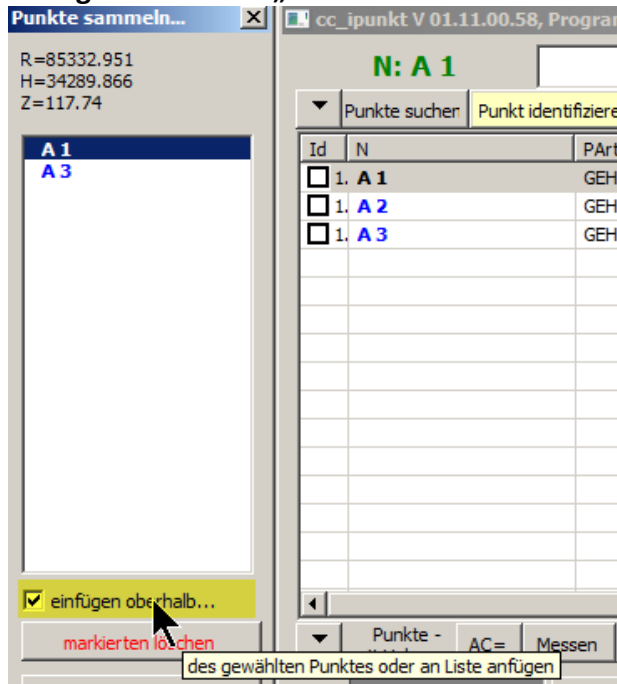 Punkte sammeln...
R=85332.951
H=34289.866
Z=117.74
A 1
A 3
einfügen oberhalb...
markierten löschen
des gewählten Punktes oder an Liste anfügen
cc_ipunkt V 01.11.00.58, Program
N: A 1
Punkte suchen Punkt identifiziere
Id N PArt
1. A 1 GEH
1. A 2 GEH
1. A 3 GEH
Punkte -
AC= Messen